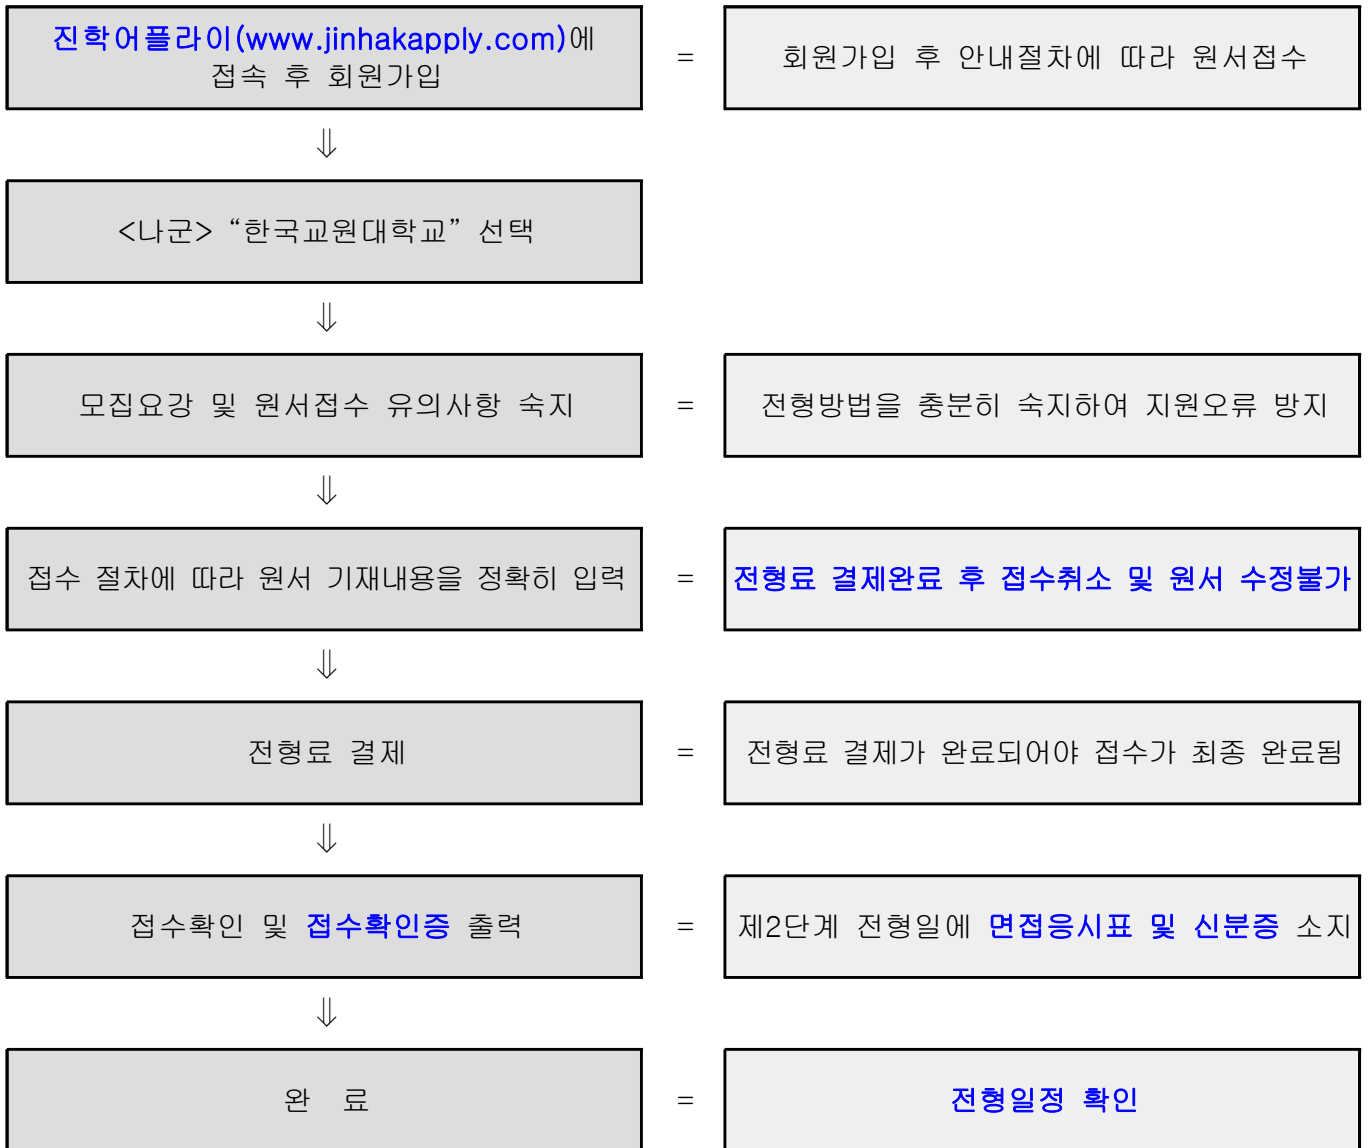 진학어플라이(www.jinhakapply.com)에
접속 후 회원가입
=
회원가입 후 안내절차에 따라 원서접수
⇓
<나군> “한국교원대학교” 선택
⇓
모집요강 및 원서접수 유의사항 숙지
=
전형방법을 충분히 숙지하여 지원오류 방지
⇓
접수 절차에 따라 원서 기재내용을 정확히 입력
=
전형료 결제완료 후 접수취소 및 원서 수정불가
⇓
전형료 결제
=
전형료 결제가 완료되어야 접수가 최종 완료됨
⇓
접수확인 및 접수확인증 출력
=
제2단계 전형일에 면접응시표 및 신분증 소지
⇓
완 료
=
전형일정 확인